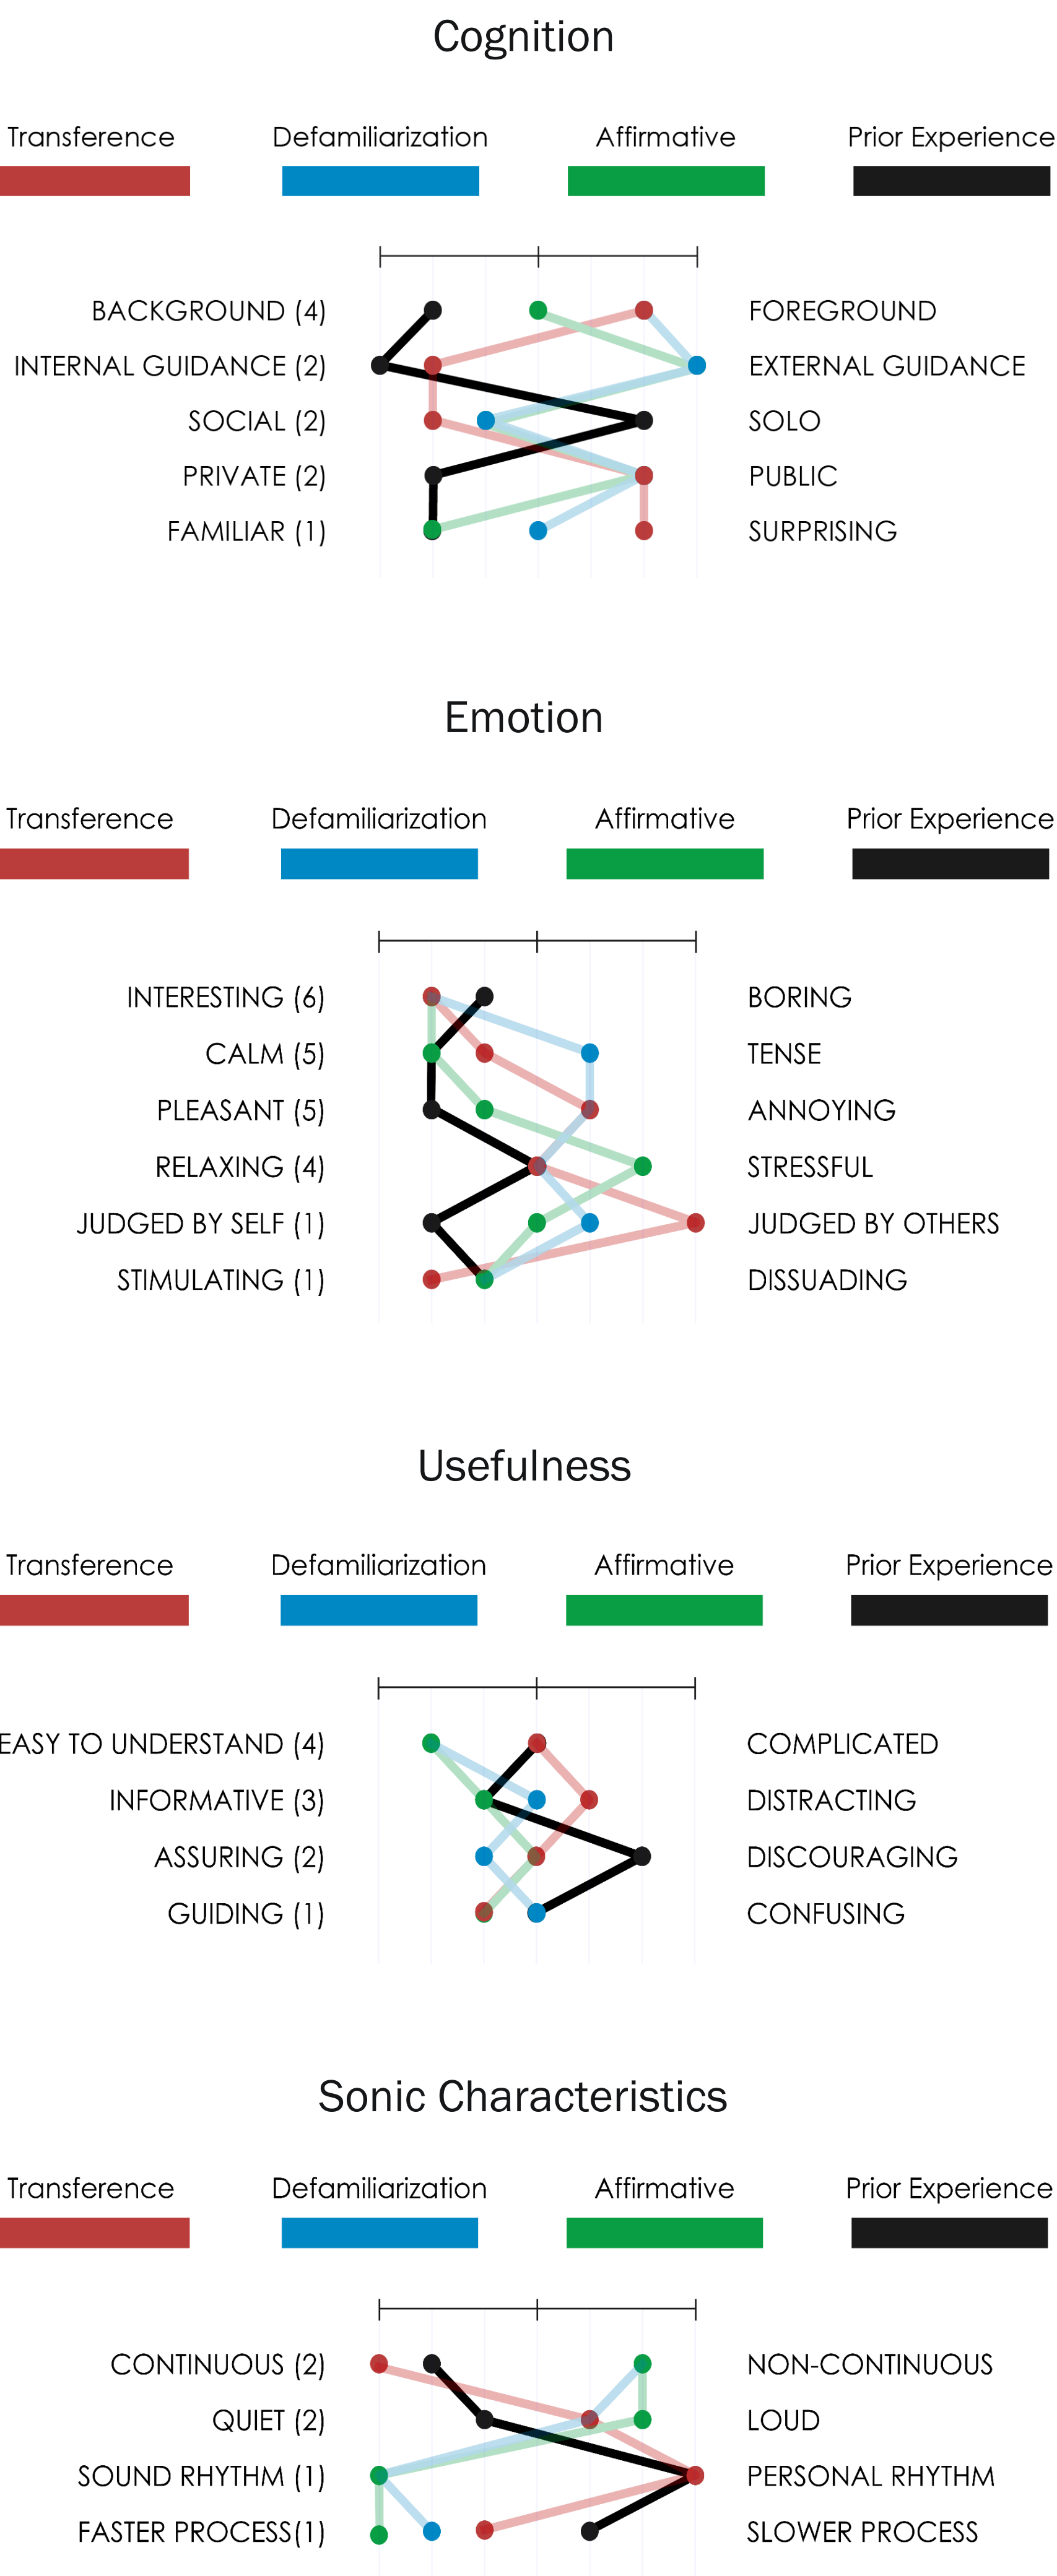 Cognition
Transference Defamiliarization Affirmative Prior Experience
BACKGROUND (4) FOREGROUND
INTERNAL GUIDANCE (2) EXTERNAL GUIDANCE
SOCIAL (2) SOLO
PRIVATE (2) PUBLIC
FAMILIAR (1) SURPRISING
Emotion
Transference Defamiliarization Affirmative Prior Experience
INTERESTING (6) BORING
CALM (5) TENSE
PLEASANT (5) ANNOYING
RELAXING (4) STRESSFUL
JUDGED BY SELF (1) JUDGED BY OTHERS
STIMULATING (1) DISSUADING
Usefulness
Transference Defamiliarization Affirmative Prior Experience
EASY TO UNDERSTAND (4) COMPLICATED
INFORMATIVE (3) DISTRACTING
ASSURING (2) DISCOURAGING
GUIDING (1) CONFUSING
Sonic Characteristics
Transference Defamiliarization Affirmative Prior Experience
CONTINUOUS (2) NON-CONTINUOUS
QUIET (2) LOUD
SOUND RHYTHM (1) PERSONAL RHYTHM
FASTER PROCESS(1) SLOWER PROCESS